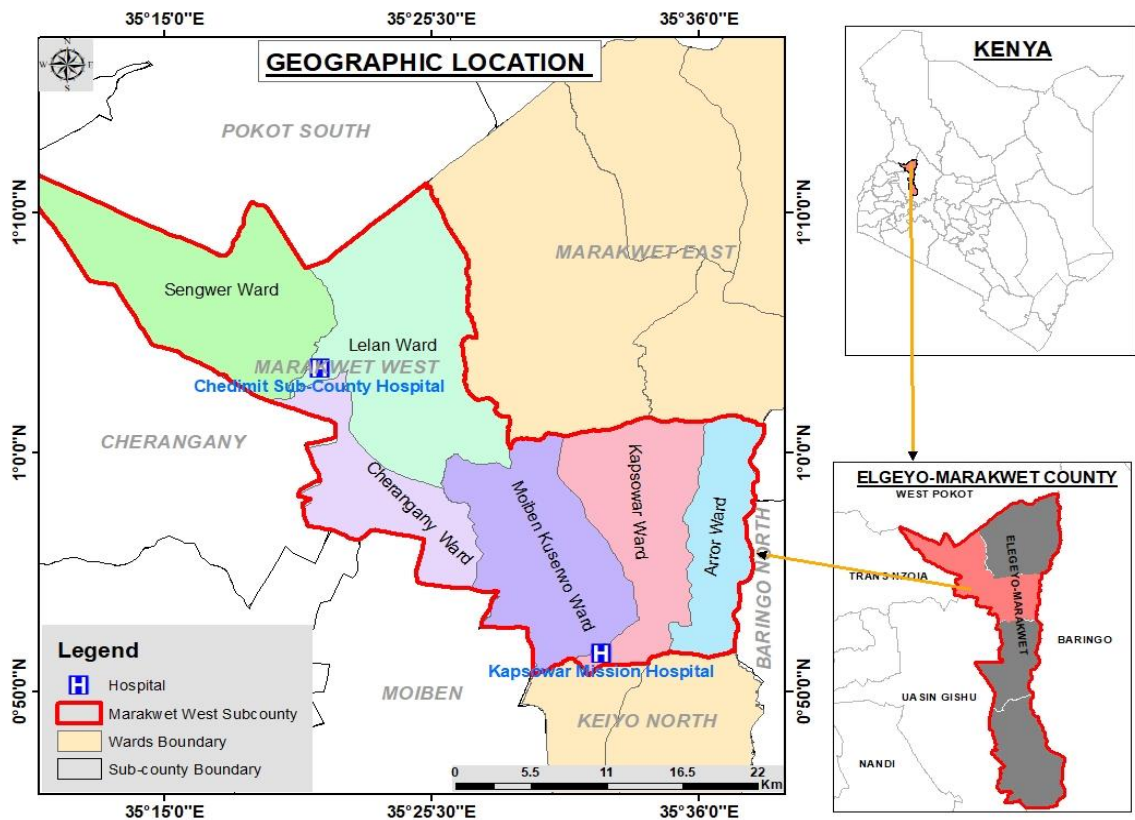 35°15'0"E 35°25'30"E 35°36'0"E
N
W E
S
GEOGRAPHIC LOCATION
POKOT SOUTH
1°10'0"N
1°10'0"N
MARAKWET EAST
Sengwer Ward
Lelan Ward
MARAKWET WEST
H
Chedimit Sub-County Hospital
CHERANGANY
1°0'0"N
1°0'0"N
Cherangany Ward
Moiben Kuserwo Ward
Kapsowar Ward
Arror Ward
BARINGO NORTH
H
Kapsowar Mission Hospital
MOIBEN
KEIYO NORTH
0°50'0"N
0°50'0"N
Legend
H Hospital
Marakwet West Subcounty
Wards Boundary
Sub-county Boundary
0 5.5 11 16.5 22
Km
35°15'0"E 35°25'30"E 35°36'0"E
KENYA
ELGEYO-MARAKWET COUNTY
WEST POKOT
TRANS NZOIA
ELEGEYO-MARAKWET
BARINGO
UASIN GISHU
NANDI